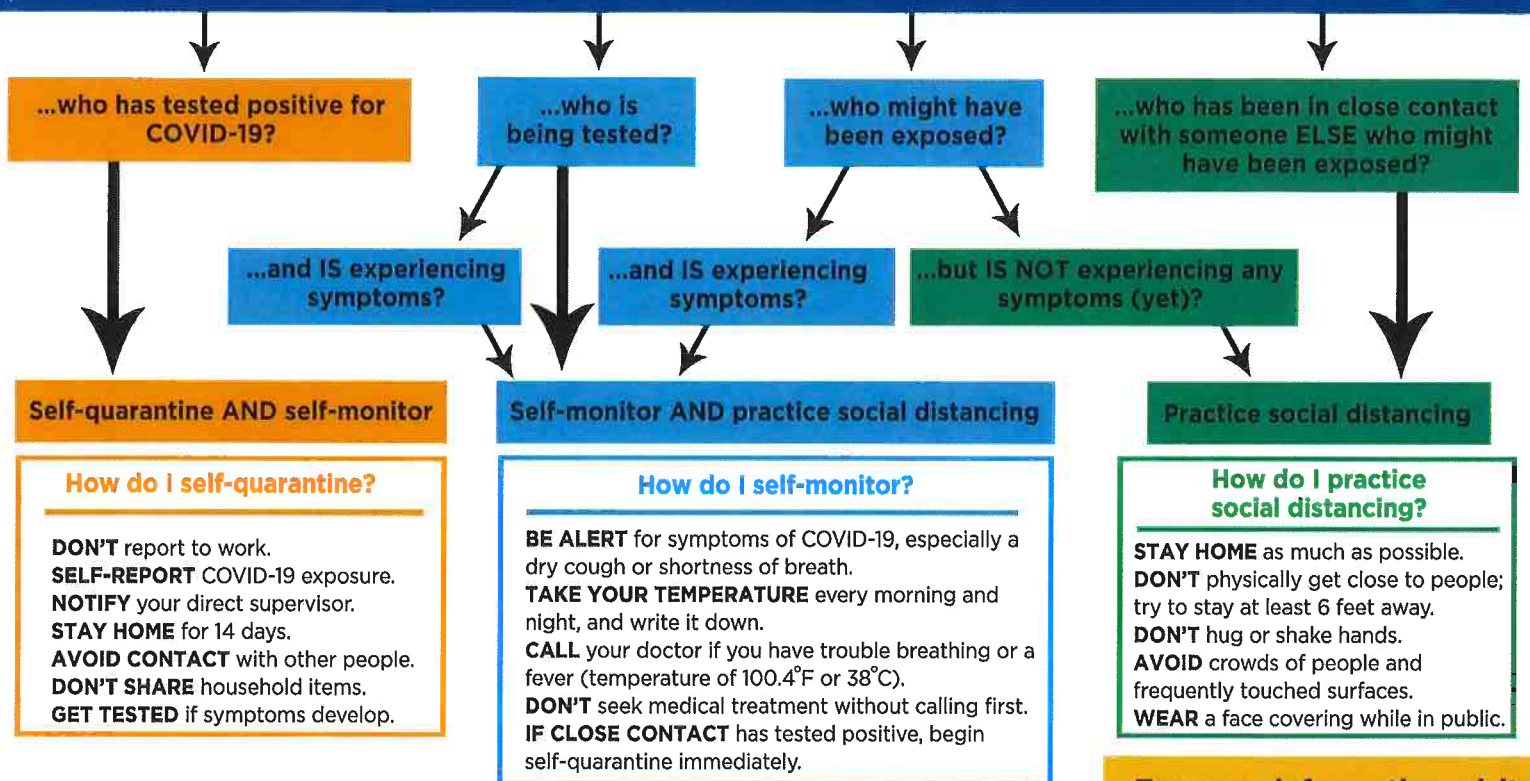 ...who has tested positive for
COVID-19?
...who is
being tested?
...who might have
been exposed?
...who has been in close contact
with someone ELSE who might
have been exposed?
...and IS experiencing
symptoms?
...and IS experiencing
symptoms?
...but IS NOT experiencing any
symptoms (yet)?
Self-quarantine AND self-monitor
Self-monitor AND practice social distancing
Practice social distancing
How do I self-quarantine?
DON'T report to work.
SELF-REPORT COVID-19 exposure.
NOTIFY your direct supervisor.
STAY HOME for 14 days.
AVOID CONTACT with other people.
DON'T SHARE household items.
GET TESTED if symptoms develop.
How do I self-monitor?
BE ALERT for symptoms of COVID-19, especially a
dry cough or shortness of breath.
TAKE YOUR TEMPERATURE every morning and
night, and write it down.
CALL your doctor if you have trouble breathing or a
fever (temperature of 100.4°F or 38°C).
DON'T seek medical treatment without calling first.
IF CLOSE CONTACT has tested positive, begin
self-quarantine immediately.
How do I practice
social distancing?
STAY HOME as much as possible.
DON'T physically get close to people;
try to stay at least 6 feet away.
DON'T hug or shake hands.
AVOID crowds of people and
frequently touched surfaces.
WEAR a face covering while in public.